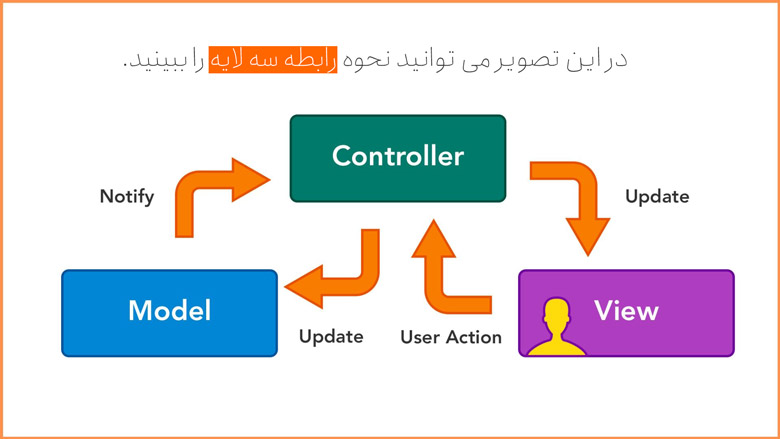 در این تصویر می توانید نحوه رابطه سه لایه را ببینید.
Controller
Notify
Update
Model
View
Update
User Action